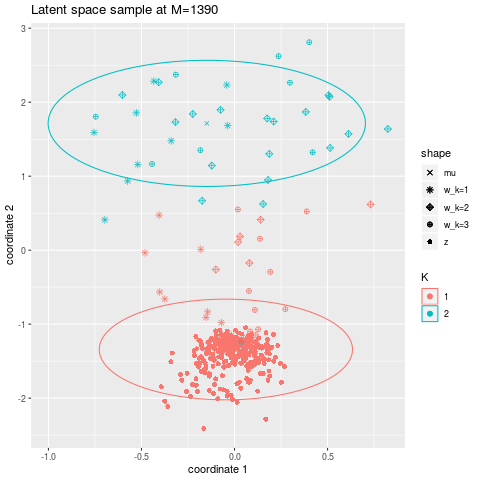 Latent space sample at M=1390
3
2
1
0
-1
-2
coordinate 2
-1.0
-0.5
0.0
0.5
coordinate 1
shape
mu
w_k=1
w_k=2
w_k=3
z
K
1
2